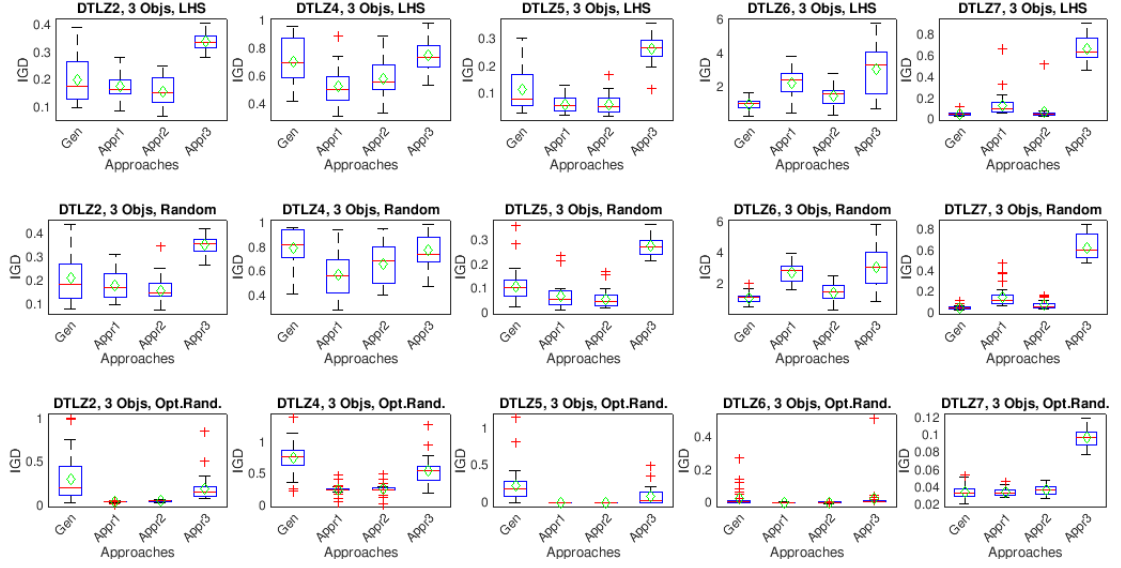 DTLZ2, 3 Objs, LHS
DTLZ4, 3 Objs, LHS
DTLZ5, 3 Objs, LHS
DTLZ6, 3 Objs, LHS
DTLZ7, 3 Objs, LHS
IGD
0.4
0.3
0.2
0.1
Gen
Appr1
Appr2
Appr3
Approaches
IGD
1
0.8
0.6
0.4
Gen
Appr1
Appr2
Appr3
Approaches
IGD
0.3
0.2
0.1
Gen
Appr1
Appr2
Appr3
Approaches
IGD
6
4
2
Gen
Appr1
Appr2
Appr3
Approaches
IGD
0.8
0.6
0.4
0.2
0
Gen
Appr1
Appr2
Appr3
Approaches
DTLZ2, 3 Objs, Random
DTLZ4, 3 Objs, Random
DTLZ5, 3 Objs, Random
DTLZ6, 3 Objs, Random
DTLZ7, 3 Objs, Random
IGD
0.4
0.3
0.2
0.1
Gen
Appr1
Appr2
Appr3
Approaches
IGD
1
0.8
0.6
0.4
Gen
Appr1
Appr2
Appr3
Approaches
IGD
0.3
0.2
0.1
0
Gen
Appr1
Appr2
Appr3
Approaches
IGD
6
4
2
Gen
Appr1
Appr2
Appr3
Approaches
IGD
0.8
0.6
0.4
0.2
0
Gen
Appr1
Appr2
Appr3
Approaches
DTLZ2, 3 Objs, Opt.Rand.
DTLZ4, 3 Objs, Opt.Rand.
DTLZ5, 3 Objs, Opt.Rand.
DTLZ6, 3 Objs, Opt.Rand.
DTLZ7, 3 Objs, Opt.Rand.
IGD
1
0.5
0
Gen
Appr1
Appr2
Appr3
Approaches
IGD
1
0.5
0
Gen
Appr1
Appr2
Appr3
Approaches
IGD
1
0.5
0
Gen
Appr1
Appr2
Appr3
Approaches
IGD
0.4
0.2
0
Gen
Appr1
Appr2
Appr3
Approaches
IGD
0.12
0.1
0.08
0.06
0.04
0.02
Gen
Appr1
Appr2
Appr3
Approaches